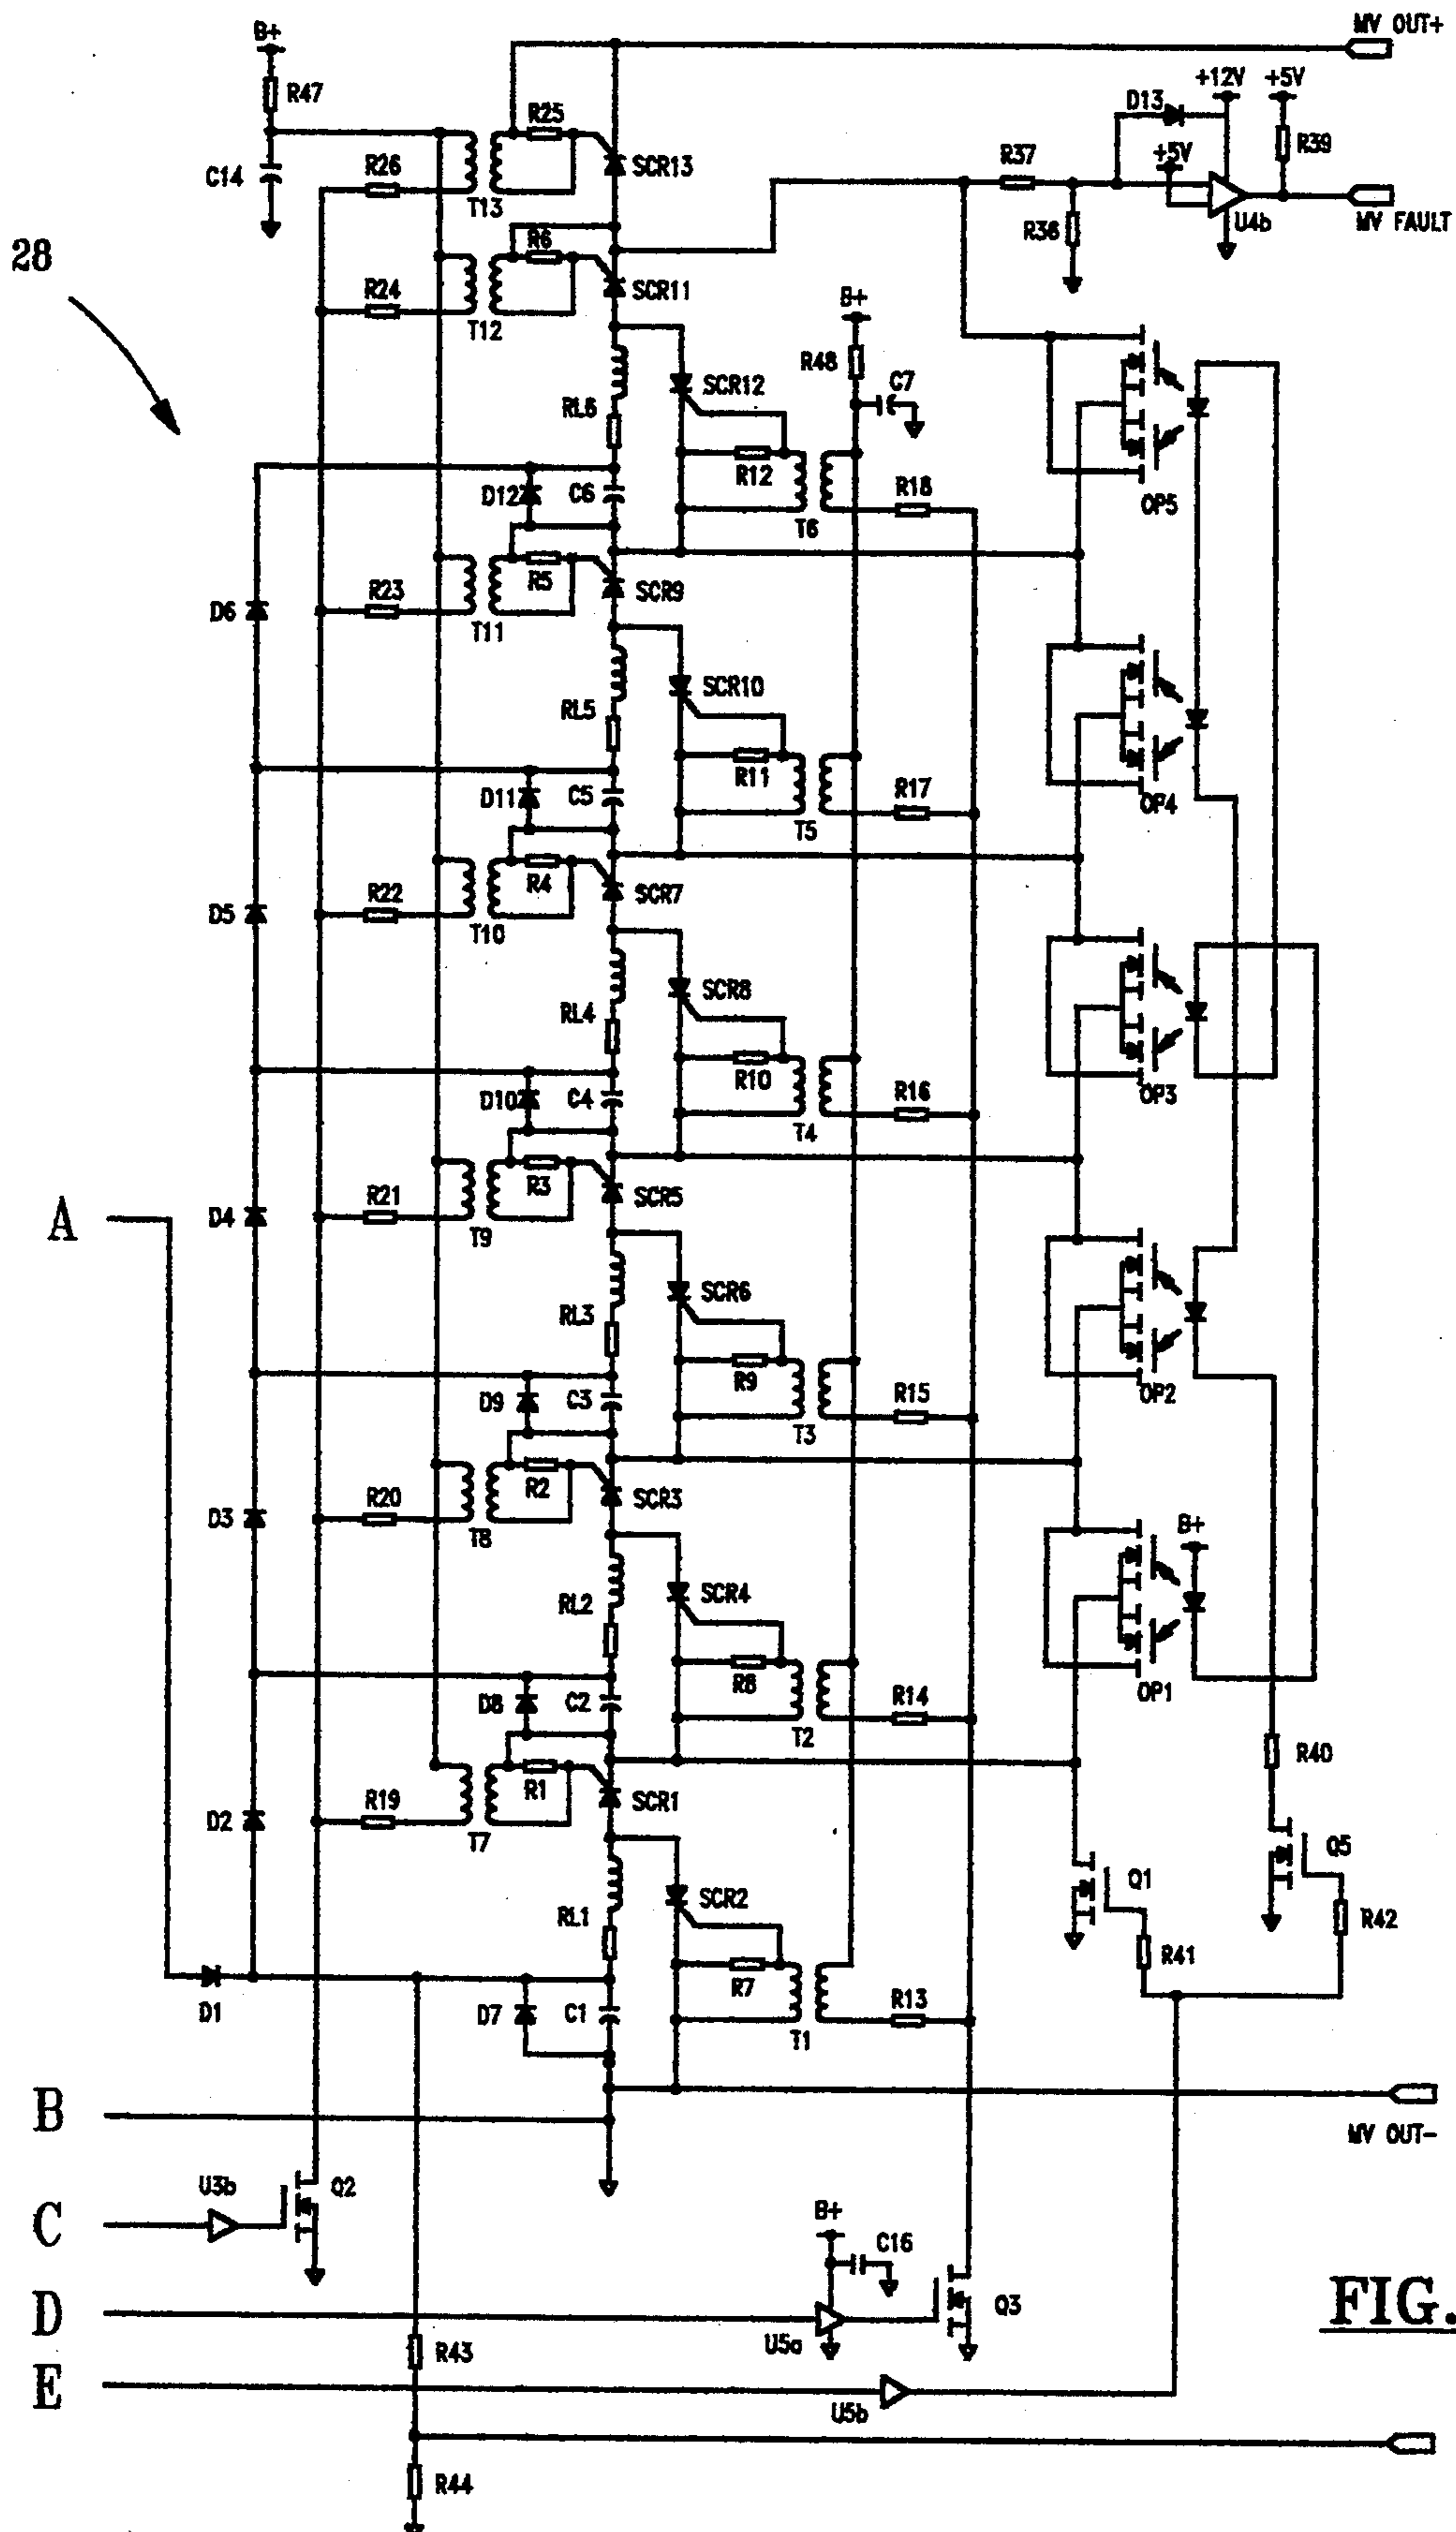 B+
MV OUT+
R47
+12V
+5V
D13
R25
R37
+5V
R39
C14
R26
SCR13
T13
U4b
MV FAULT
R6
R36
28
R24
SCR11
B+
T12
R48
C7
SCR12
RL6
R12
R18
OP5
D12
C6
T6
R5
SCR9
D6
R23
T11
SCR10
RL5
R11
R17
OP4
D11
C5
T5
R4
SCR7
D5
R22
T10
SCR8
RL4
R10
R16
OP3
D10
C4
T4
R3
SCR5
A
D4
R21
T9
SCR6
RL3
R9
R15
OP2
D9
C3
T3
R2
SCR3
D3
R20
T8
B+
SCR4
RL2
R8
R14
OP1
D8
C2
T2
R40
R1
SCR1
D2
R19
T7
Q5
Q1
SCR2
RL1
R42
R41
R7
R13
D1
D7
C1
T1
B
MV OUT-
U3b
Q2
C
B+
C16
D
Q3
FIG.
U5a
R43
E
U5b
R44